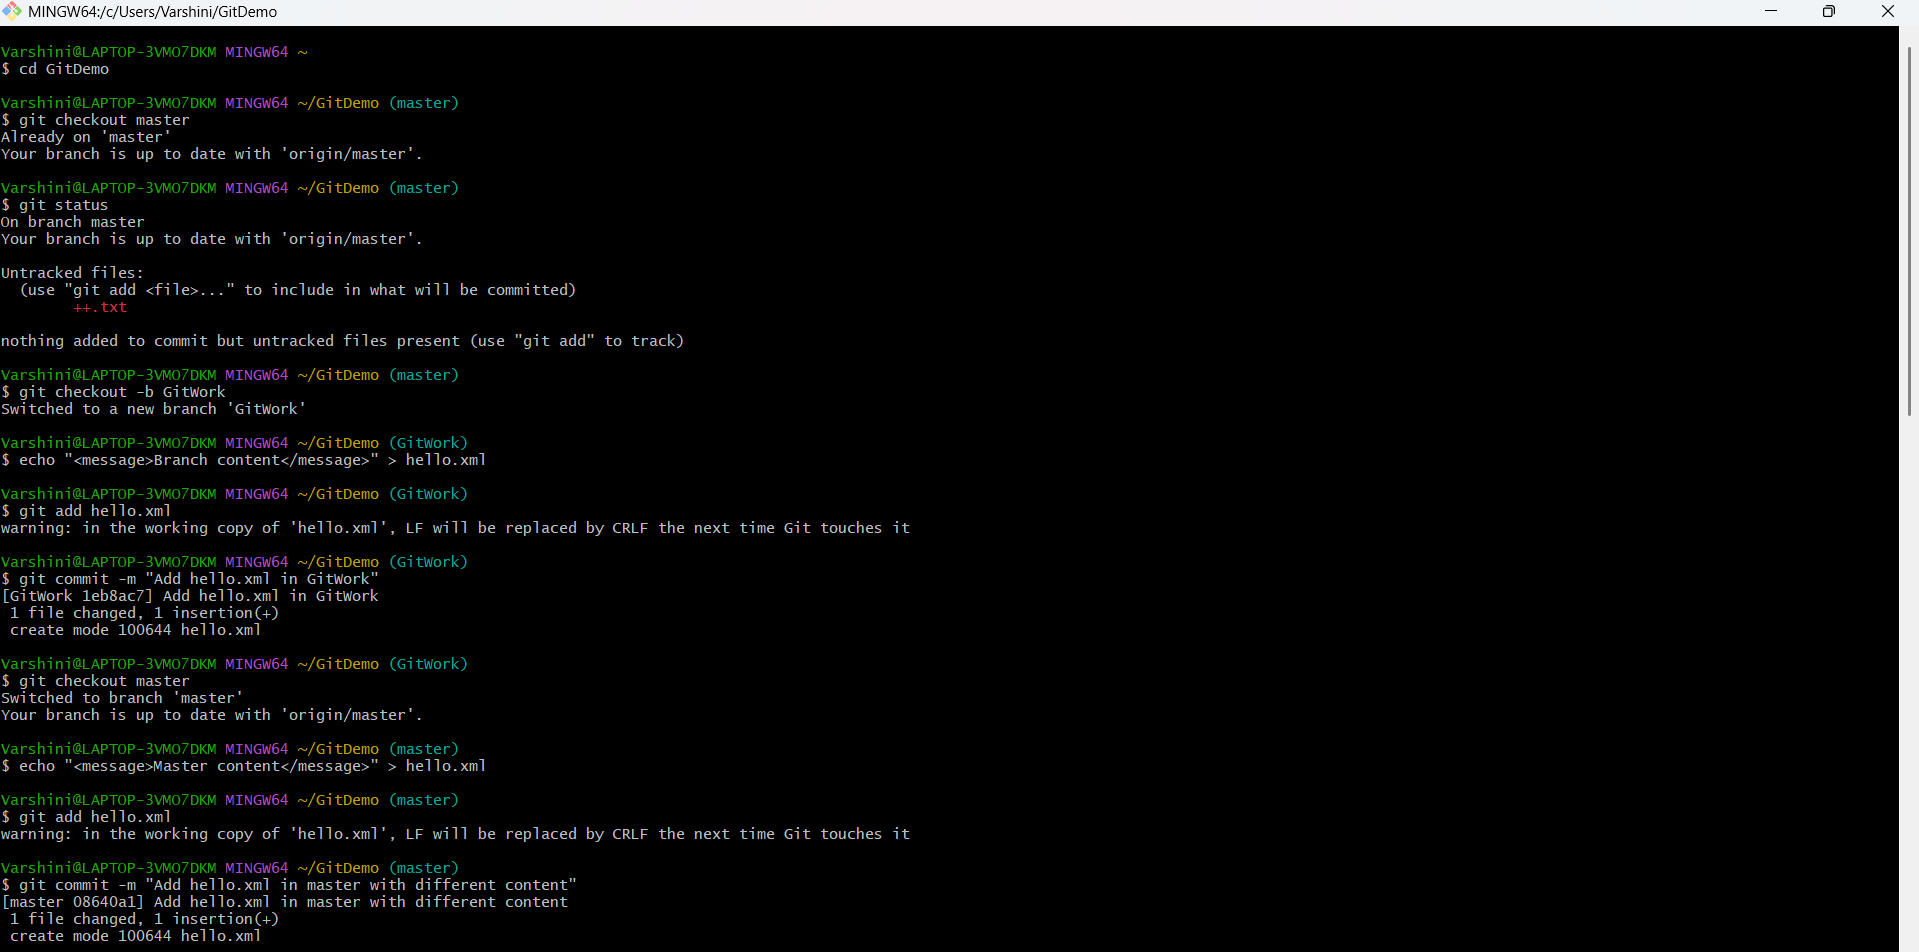 MINGW64:/c/Users/Varshini/GitDemo
Varshini@LAPTOP-3VMO7DKM MINGW64 ~
$ cd GitDemo
Varshini@LAPTOP-3VMO7DKM MINGW64 ~/GitDemo (master)
$ git checkout master
Already on 'master'
Your branch is up to date with 'origin/master'.
Varshini@LAPTOP-3VMO7DKM MINGW64 ~/GitDemo (master)
$ git status
On branch master
Your branch is up to date with 'origin/master'.
Untracked files:
  (use "git add <file>..." to include in what will be committed)
        ++.txt
nothing added to commit but untracked files present (use "git add" to track)
Varshini@LAPTOP-3VMO7DKM MINGW64 ~/GitDemo (master)
$ git checkout -b GitWork
Switched to a new branch 'GitWork'
Varshini@LAPTOP-3VMO7DKM MINGW64 ~/GitDemo (GitWork)
$ echo "<message>Branch content</message>" > hello.xml
Varshini@LAPTOP-3VMO7DKM MINGW64 ~/GitDemo (GitWork)
$ git add hello.xml
warning: in the working copy of 'hello.xml', LF will be replaced by CRLF the next time Git touches it
Varshini@LAPTOP-3VMO7DKM MINGW64 ~/GitDemo (GitWork)
$ git commit -m "Add hello.xml in GitWork"
[GitWork 1eb8ac7] Add hello.xml in GitWork
 1 file changed, 1 insertion(+)
 create mode 100644 hello.xml
Varshini@LAPTOP-3VMO7DKM MINGW64 ~/GitDemo (GitWork)
$ git checkout master
Switched to branch 'master'
Your branch is up to date with 'origin/master'.
Varshini@LAPTOP-3VMO7DKM MINGW64 ~/GitDemo (master)
$ echo "<message>Master content</message>" > hello.xml
Varshini@LAPTOP-3VMO7DKM MINGW64 ~/GitDemo (master)
$ git add hello.xml
warning: in the working copy of 'hello.xml', LF will be replaced by CRLF the next time Git touches it
Varshini@LAPTOP-3VMO7DKM MINGW64 ~/GitDemo (master)
$ git commit -m "Add hello.xml in master with different content"
[master 08640a1] Add hello.xml in master with different content
 1 file changed, 1 insertion(+)
 create mode 100644 hello.xml